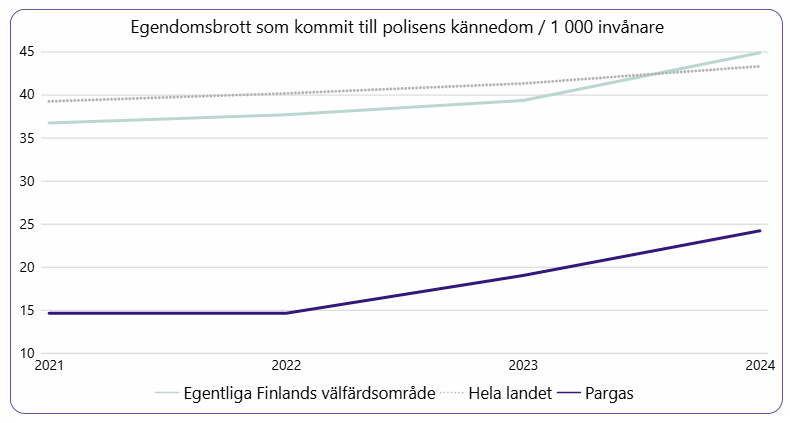 Egendomsbrott som kommit till polisens kännedom / 1 000 invånare
45
40
35
30
25
20
15
10
2021 2022 2023 2024
Egentliga Finlands välfärdsområde Hela landet Pargas